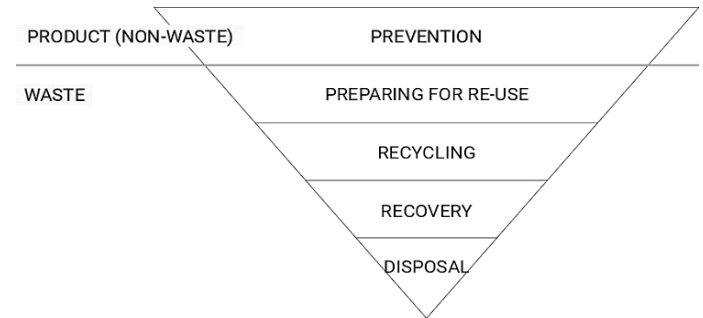 PRODUCT (NON-WASTE) PREVENTION
WASTE PREPARING FOR RE-USE
RECYCLING
RECOVERY
DISPOSAL